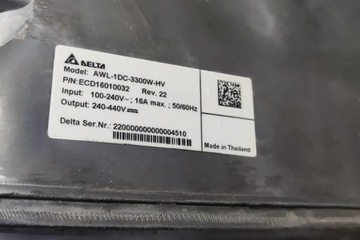 DELTA
Model: AWL-1DC-3300W-HV
P/N:ECD16010032 Rev. 22
Input: 100-240V~ ; 16A max. ; 50/60Hz
Output: 240-440V⎓
Delta Ser.Nr.: 220000000000004510
Made in Thailand